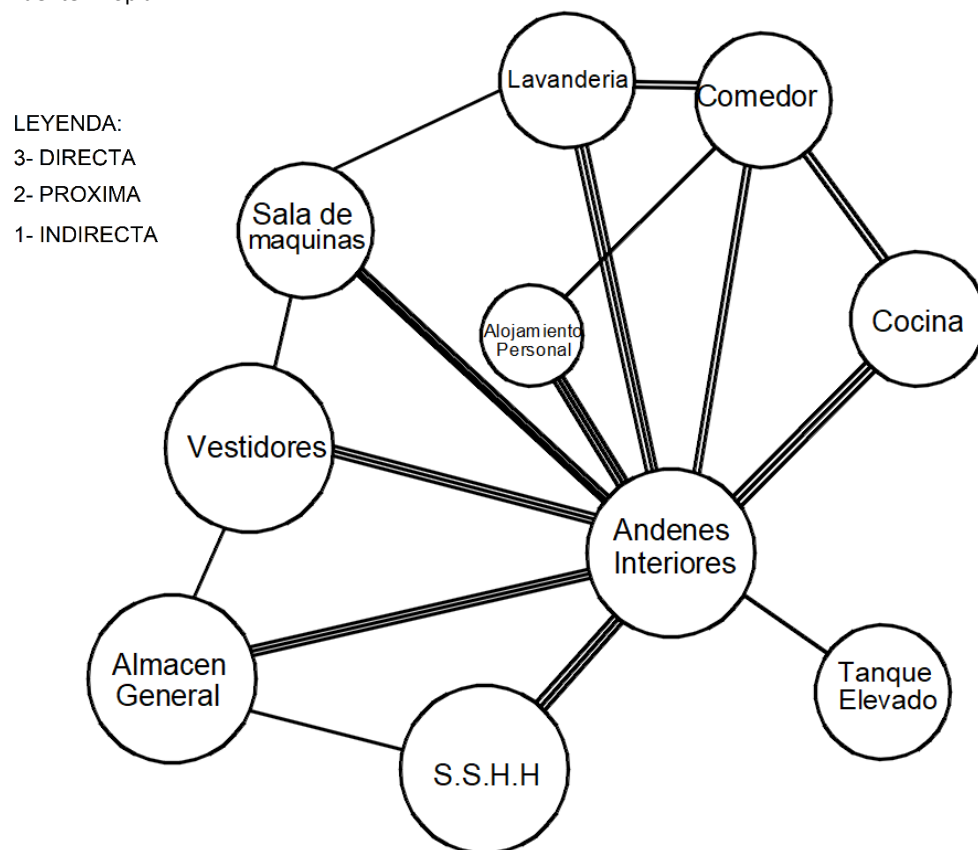 LEYENDA:
3- DIRECTA
2- PROXIMA
1- INDIRECTA
Lavanderia
Comedor
Sala de
maquinas
Alojamiento
Personal
Cocina
Vestidores
Andenes
Interiores
Almacen
General
Tanque
Elevado
S.S.H.H